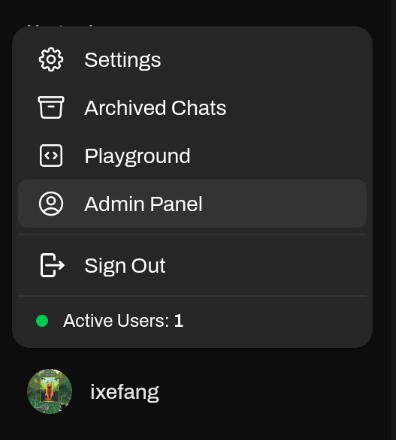 Settings
Archived Chats
Playground
Admin Panel
Sign Out
Active Users: 1
ixefang